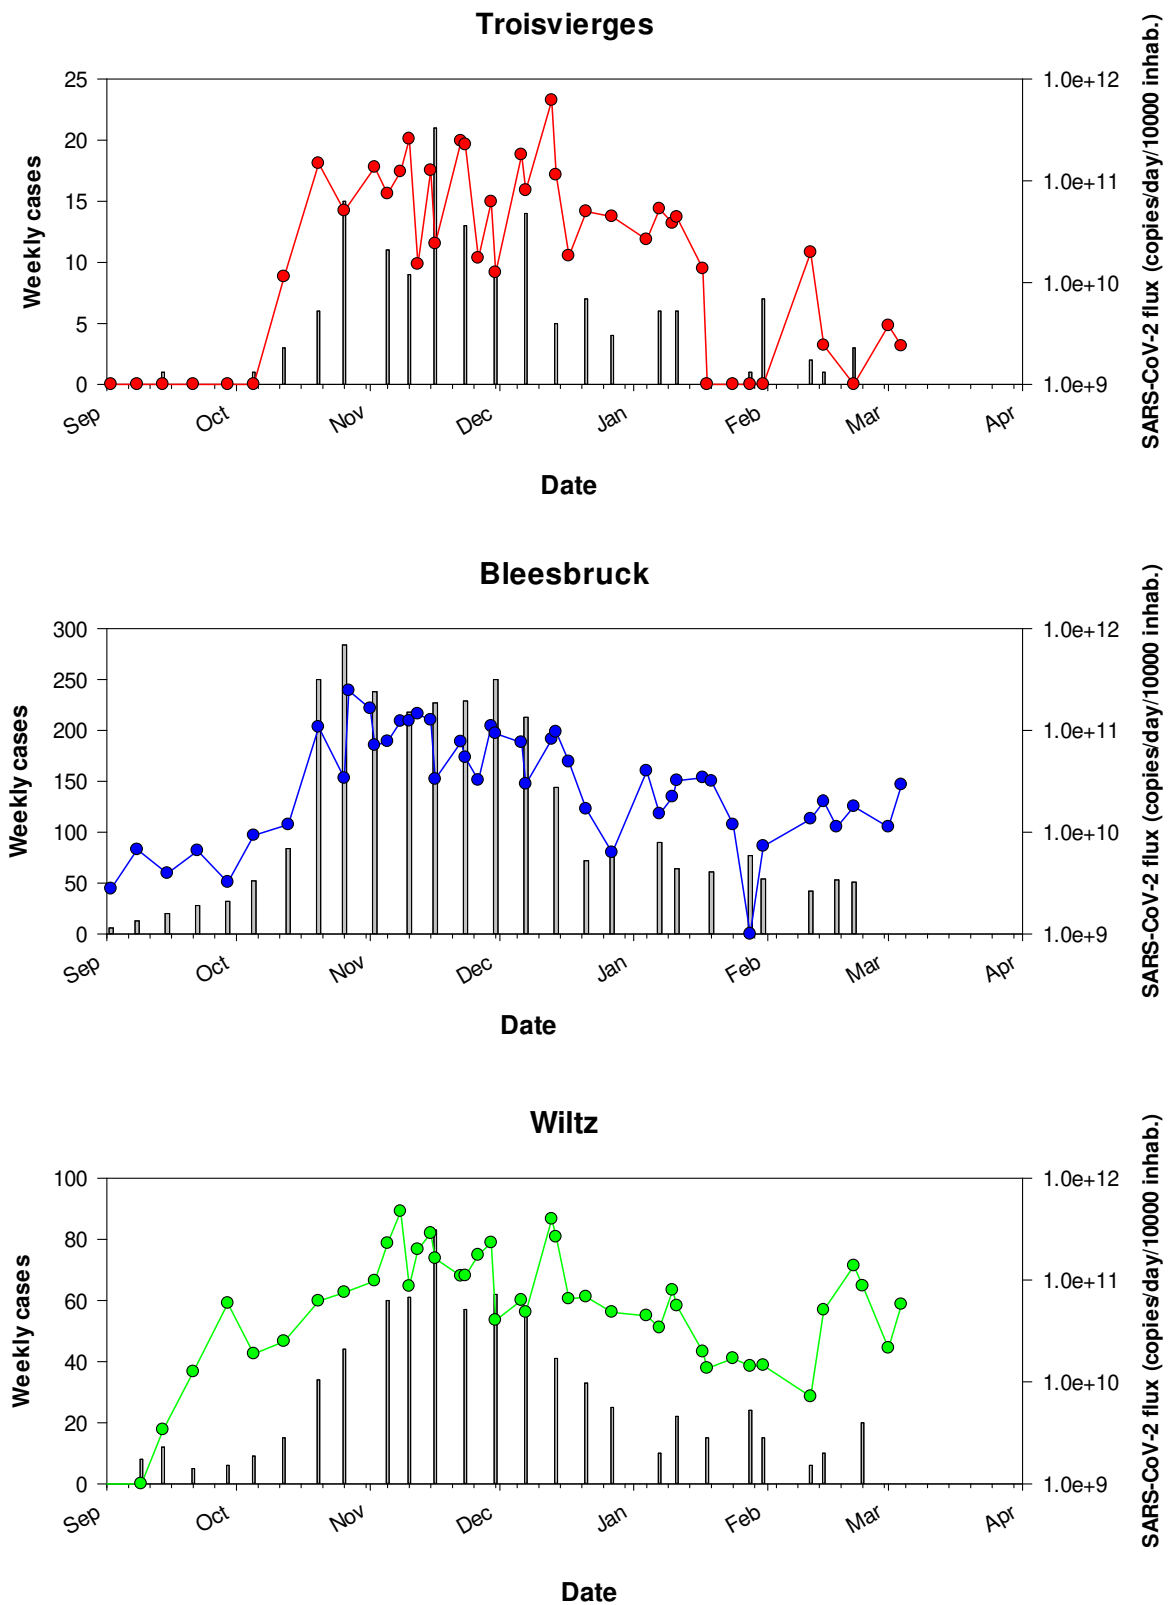 Troisvierges
Weekly cases
SARS-CoV-2 flux (copies/day/10000 inhab.)
25
20
15
10
5
0
1.0e+12
1.0e+11
1.0e+10
1.0e+9
Sep Oct Nov Dec Jan Feb Mar Apr
Date
Bleesbruck
Weekly cases
SARS-CoV-2 flux (copies/day/10000 inhab.)
300
250
200
150
100
50
0
1.0e+12
1.0e+11
1.0e+10
1.0e+9
Sep Oct Nov Dec Jan Feb Mar Apr
Date
Wiltz
Weekly cases
SARS-CoV-2 flux (copies/day/10000 inhab.)
100
80
60
40
20
0
1.0e+12
1.0e+11
1.0e+10
1.0e+9
Sep Oct Nov Dec Jan Feb Mar Apr
Date